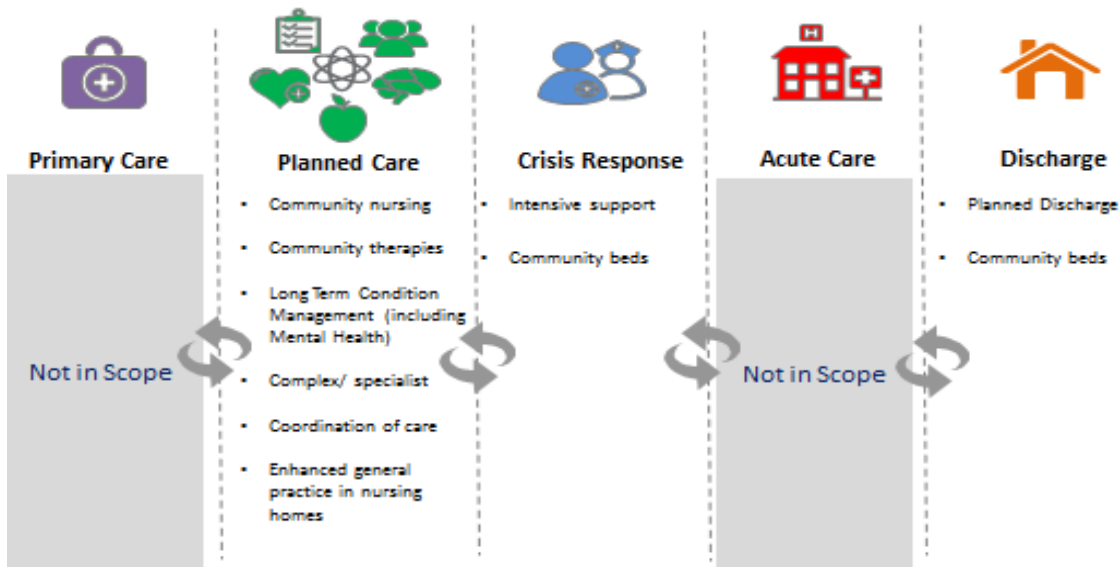 Primary Care
Not in Scope
Planned Care
▪ Community nursing
▪ Community therapies
▪ Long Term Condition
Management (including
Mental Health)
▪ Complex/ specialist
▪ Coordination of care
▪ Enhanced general
practice in nursing
homes
Crisis Response
▪ Intensive support
▪ Community beds
H
Acute Care
Not in Scope
Discharge
▪ Planned Discharge
▪ Community beds